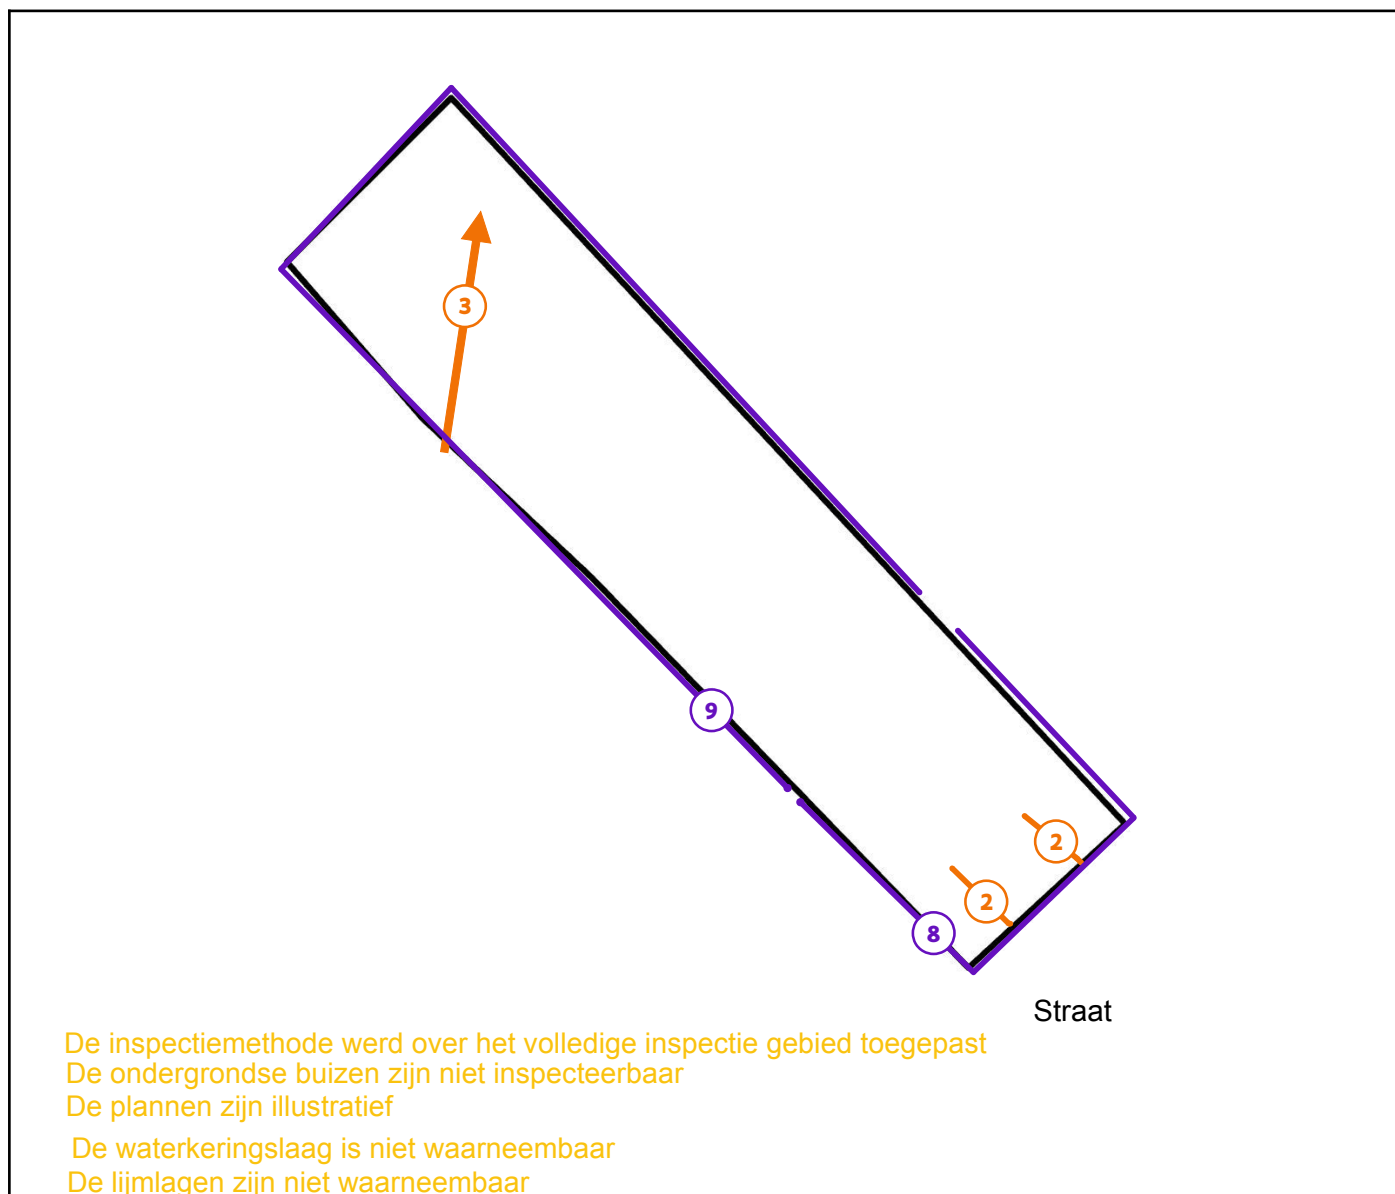 3
9
2
2
8
Straat
De inspectiemethode werd over het volledige inspectie gebied toegepast
De ondergrondse buizen zijn niet inspecteerbaar
De plannen zijn illustratief
De waterkeringslaag is niet waarneembaar
De lijmlagen zijn niet waarneembaar